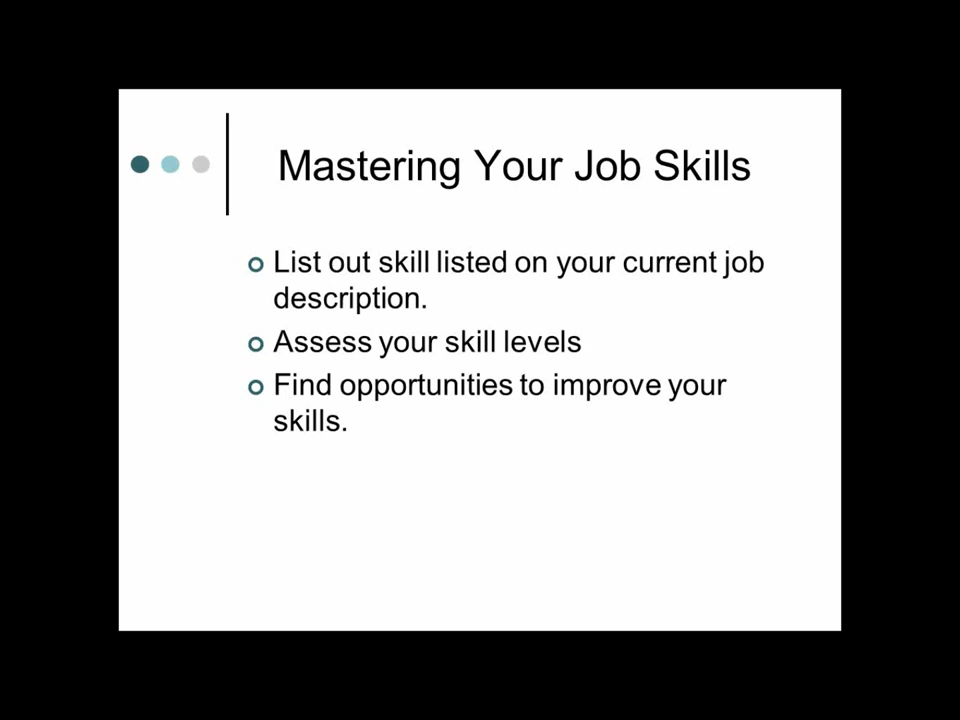 Mastering Your Job Skills
List out skill listed on your current job
description.
Assess your skill levels
Find opportunities to improve your
skills.